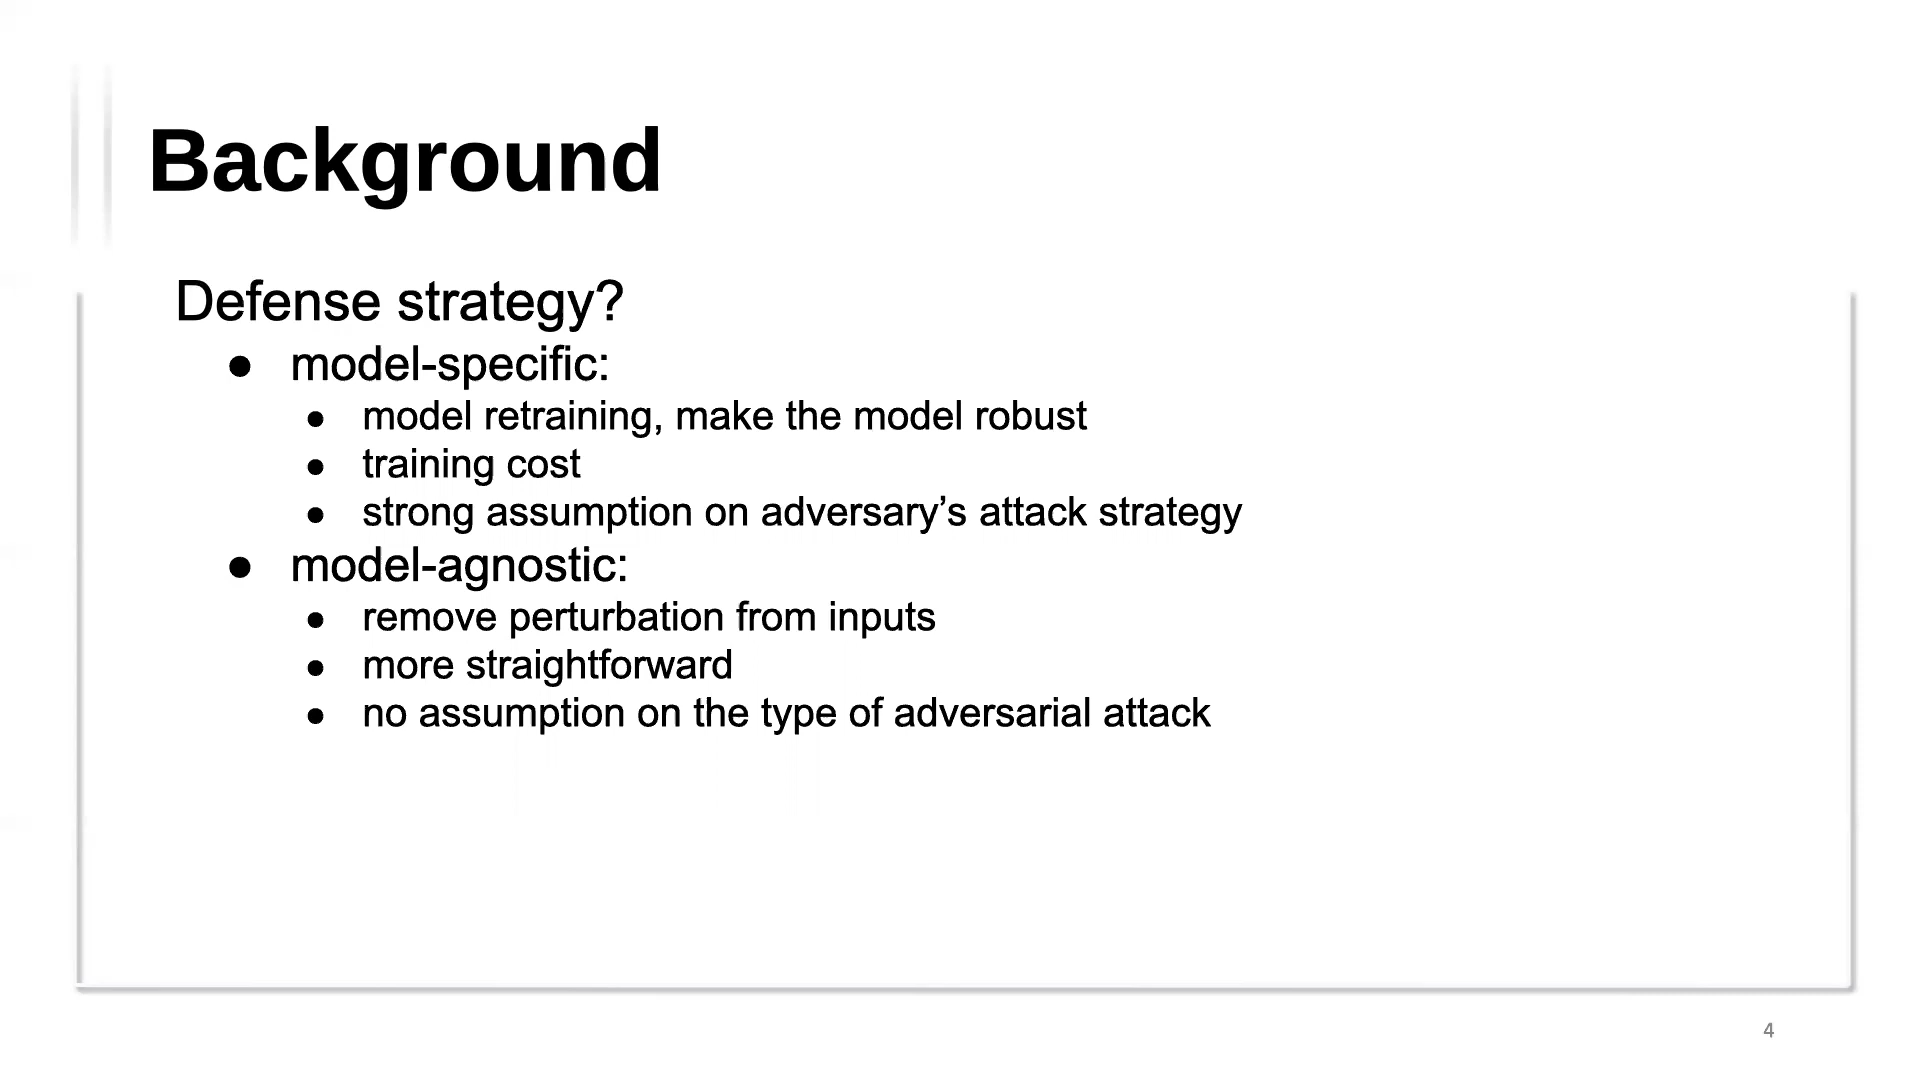 Background
Defense strategy?
● model-specific:
● model retraining, make the model robust
● training cost
● strong assumption on adversary’s attack strategy
● model-agnostic:
● remove perturbation from inputs
● more straightforward
● no assumption on the type of adversarial attack
4